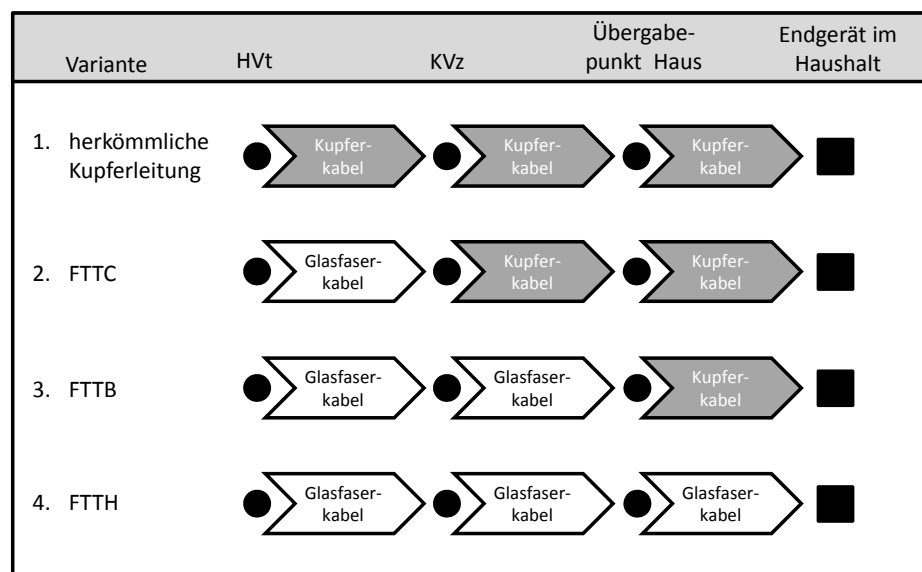 Variante HVt KVz Übergabe-
punkt Haus Endgerät im
Haushalt
1. herkömmliche
Kupferleitung
Kupfer-
kabel
Kupfer-
kabel
Kupfer-
kabel
2. FTTC
Glasfaser-
kabel
Kupfer-
kabel
Kupfer-
kabel
3. FTTB
Glasfaser-
kabel
Glasfaser-
kabel
Kupfer-
kabel
4. FTTH
Glasfaser-
kabel
Glasfaser-
kabel
Glasfaser-
kabel